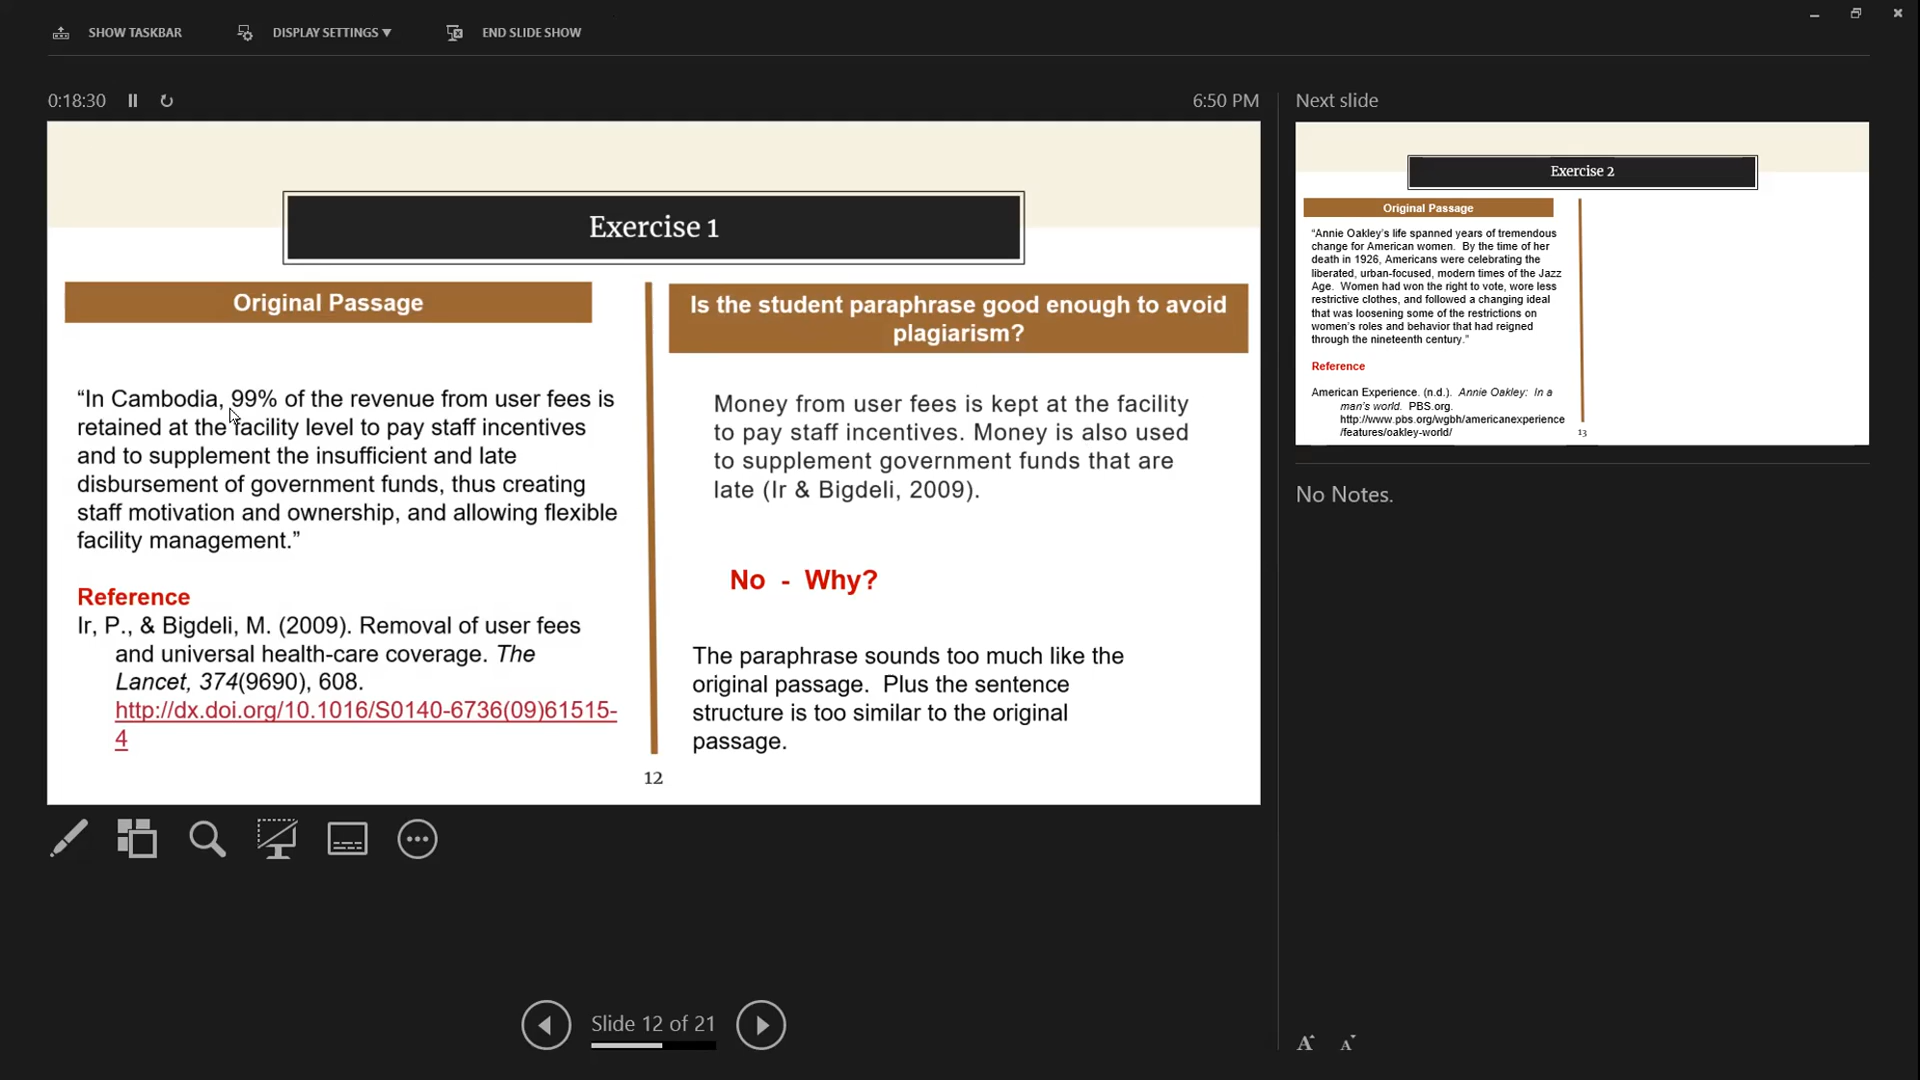 SHOW TASKBAR
DISPLAY SETTINGS ▼
END SLIDE SHOW
0:18:30
6:50 PM
Exercise 1
Original Passage
“In Cambodia, 99% of the revenue from user fees is
retained at the facility level to pay staff incentives
and to supplement the insufficient and late
disbursement of government funds, thus creating
staff motivation and ownership, and allowing flexible
facility management.”
Reference
Ir, P., & Bigdeli, M. (2009). Removal of user fees
and universal health-care coverage. The
Lancet, 374(9690), 608.
http://dx.doi.org/10.1016/S0140-6736(09)61515-
4
Is the student paraphrase good enough to avoid
plagiarism?
Money from user fees is kept at the facility
to pay staff incentives. Money is also used
to supplement government funds that are
late (Ir & Bigdeli, 2009).
No - Why?
The paraphrase sounds too much like the
original passage. Plus the sentence
structure is too similar to the original
passage.
12
Slide 12 of 21
Next slide
Exercise 2
Original Passage
“Annie Oakley’s life spanned years of tremendous
change for American women. By the time of her
death in 1926, Americans were celebrating the
liberated, urban-focused, modern times of the Jazz
Age. Women had won the right to vote, wore less
restrictive clothes, and followed a changing ideal
that was loosening some of the restrictions on
women’s roles and behavior that had reigned
through the nineteenth century.”
Reference
American Experience. (n.d.). Annie Oakley: In a
man’s world. PBS.org.
http://www.pbs.org/wgbh/americanexperience
/features/oakley-world/
13
No Notes.
A A